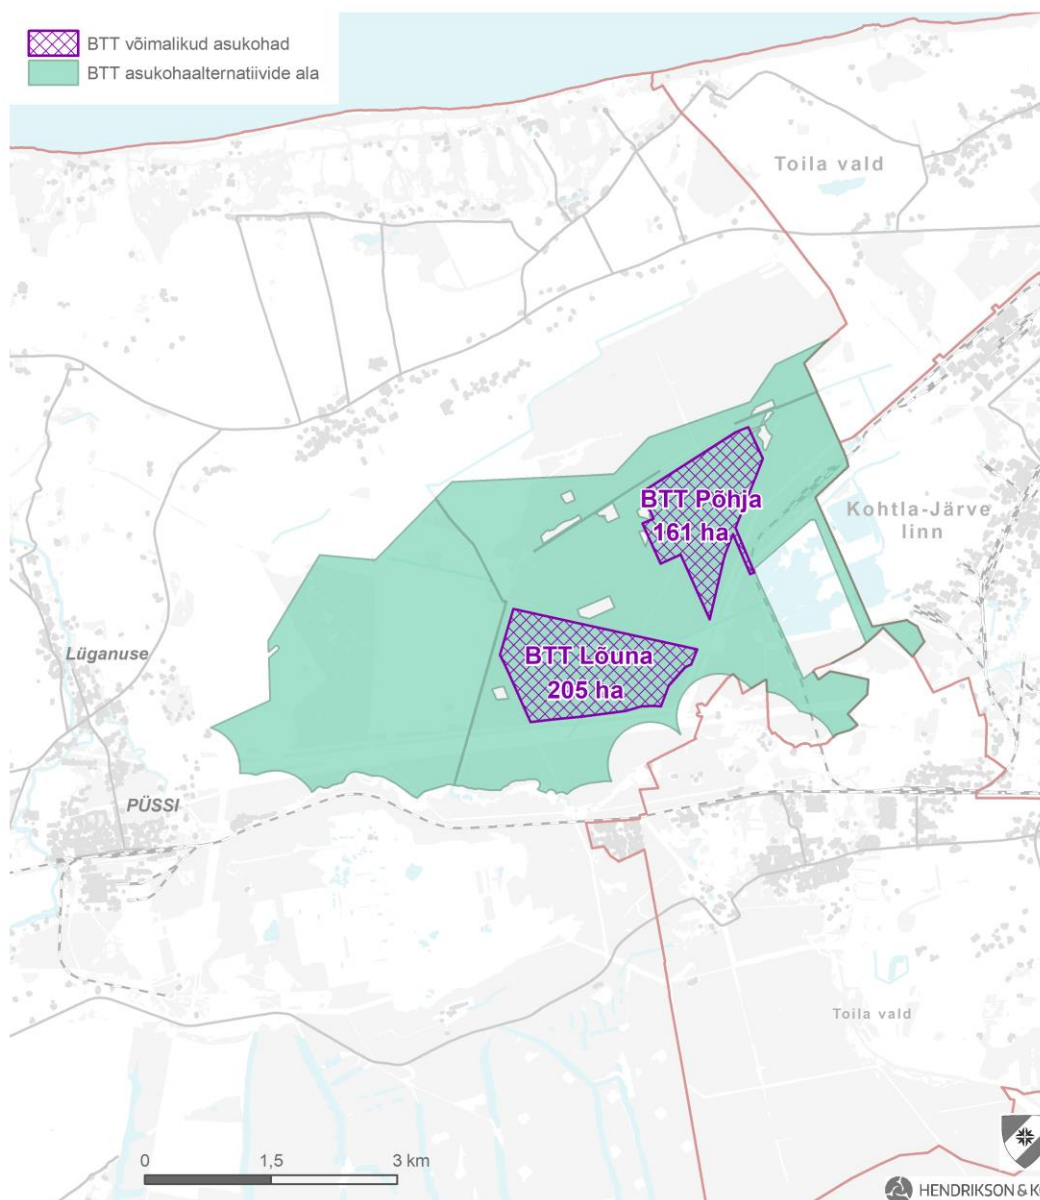 BTT võimalikud asukohad
BTT asukohaalternatiivide ala
Toila vald
BTT Põhja
161 ha
Kohtla-Järve
linn
BTT Lõuna
205 ha
Lüganuse
PÜSSI
Toila vald
0 1,5 3 km
HENDRIKSON & K